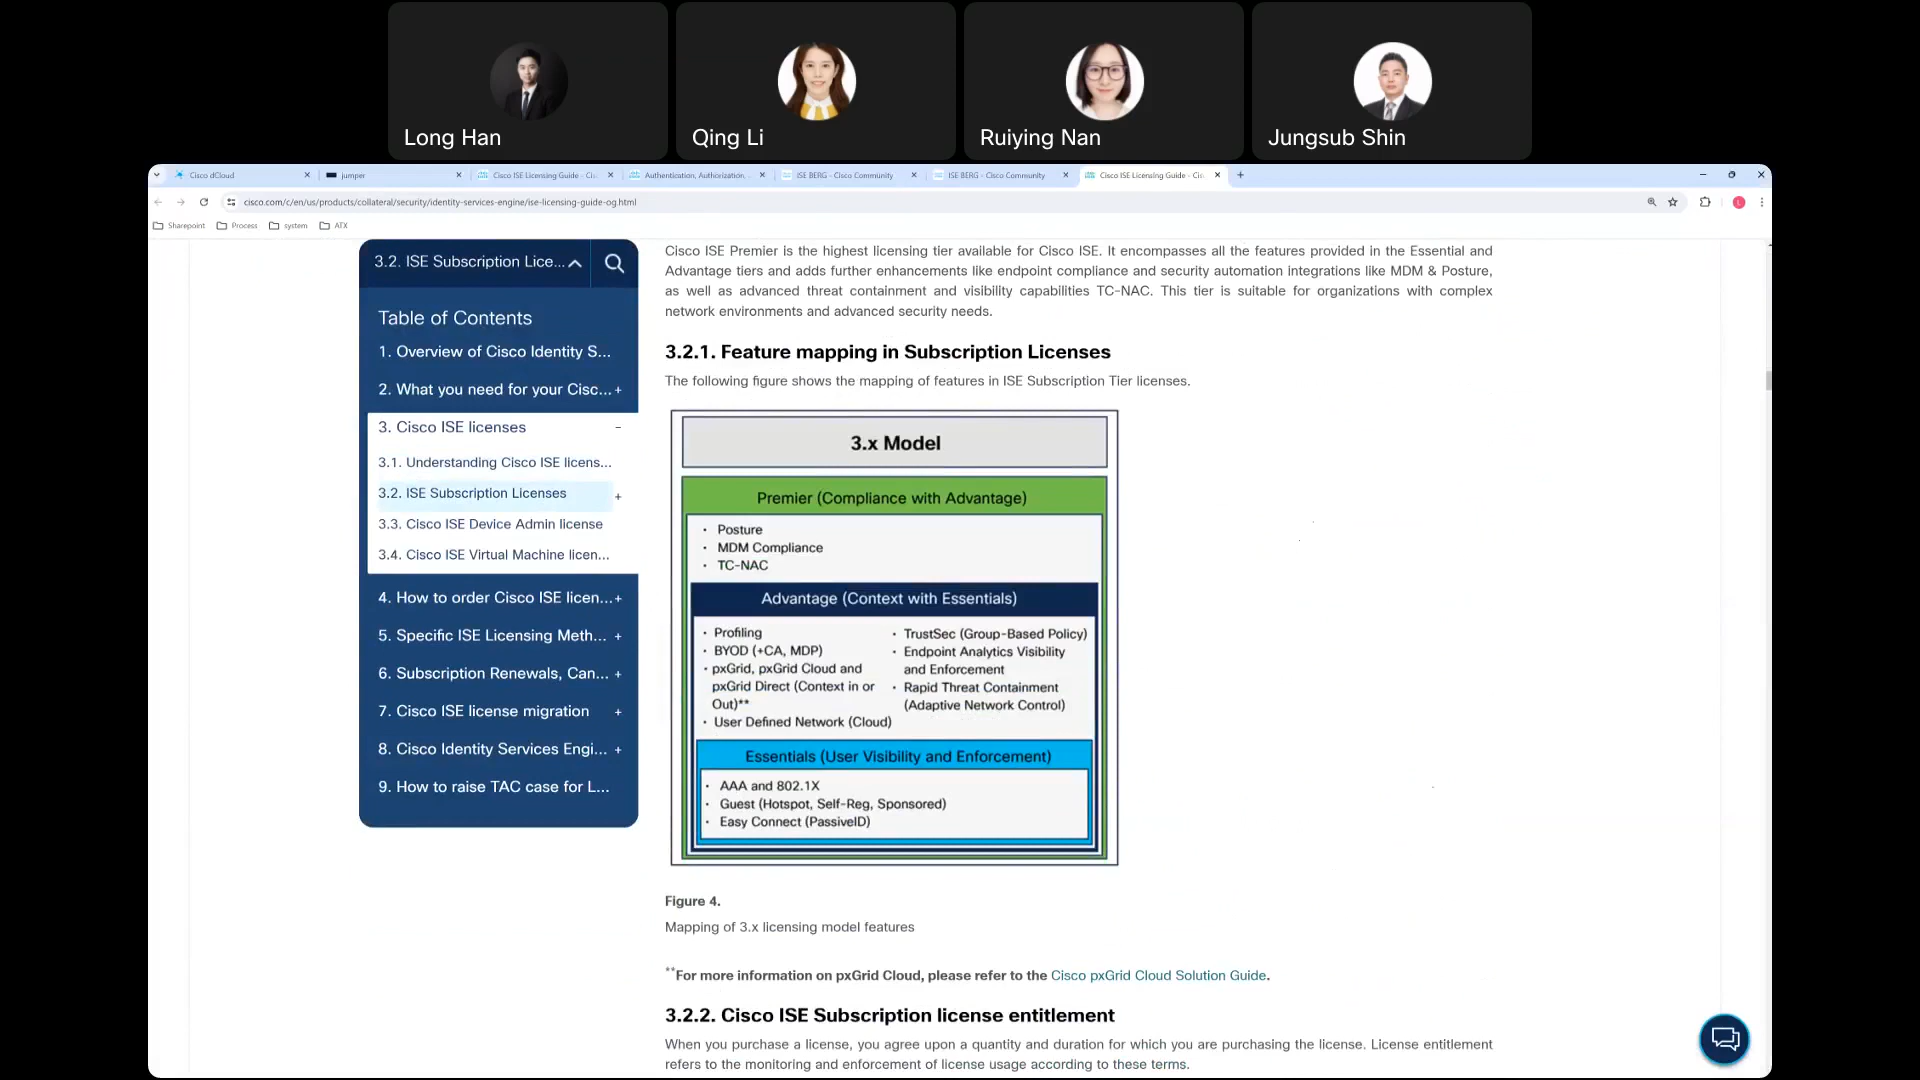 Long Han
Qing Li
Ruiying Nan
Jungsub Shin
Cisco dCloud
jumper
Cisco ISE Licensing Guide - Cis
Authentication, Authorization, 
ISE BERG - Cisco Community
ISE BERG - Cisco Community
Cisco ISE Licensing Guide - Cis
cisco.com/c/en/us/products/collateral/security/identity-services-engine/ise-licensing-guide-og.html
Sharepoint
Process
system
ATX
3.2. ISE Subscription Lice...
Table of Contents
1. Overview of Cisco Identity S...
2. What you need for your Cisc...+
3. Cisco ISE licenses −
3.1. Understanding Cisco ISE licens...
3.2. ISE Subscription Licenses +
3.3. Cisco ISE Device Admin license
3.4. Cisco ISE Virtual Machine licen...
4. How to order Cisco ISE licen...+
5. Specific ISE Licensing Meth... +
6. Subscription Renewals, Can... +
7. Cisco ISE license migration +
8. Cisco Identity Services Engi... +
9. How to raise TAC case for L...
Cisco ISE Premier is the highest licensing tier available for Cisco ISE. It encompasses all the features provided in the Essential and
Advantage tiers and adds further enhancements like endpoint compliance and security automation integrations like MDM & Posture,
as well as advanced threat containment and visibility capabilities TC-NAC. This tier is suitable for organizations with complex
network environments and advanced security needs.
3.2.1. Feature mapping in Subscription Licenses
The following figure shows the mapping of features in ISE Subscription Tier licenses.
3.x Model
Premier (Compliance with Advantage)
· Posture
· MDM Compliance
· TC-NAC
Advantage (Context with Essentials)
· Profiling
· BYOD (+CA, MDP)
· pxGrid, pxGrid Cloud and
pxGrid Direct (Context in or
Out)**
· User Defined Network (Cloud)
· TrustSec (Group-Based Policy)
· Endpoint Analytics Visibility
and Enforcement
· Rapid Threat Containment
(Adaptive Network Control)
Essentials (User Visibility and Enforcement)
· AAA and 802.1X
· Guest (Hotspot, Self-Reg, Sponsored)
· Easy Connect (PassiveID)
Figure 4.
Mapping of 3.x licensing model features
**For more information on pxGrid Cloud, please refer to the Cisco pxGrid Cloud Solution Guide.
3.2.2. Cisco ISE Subscription license entitlement
When you purchase a license, you agree upon a quantity and duration for which you are purchasing the license. License entitlement
refers to the monitoring and enforcement of license usage according to these terms.